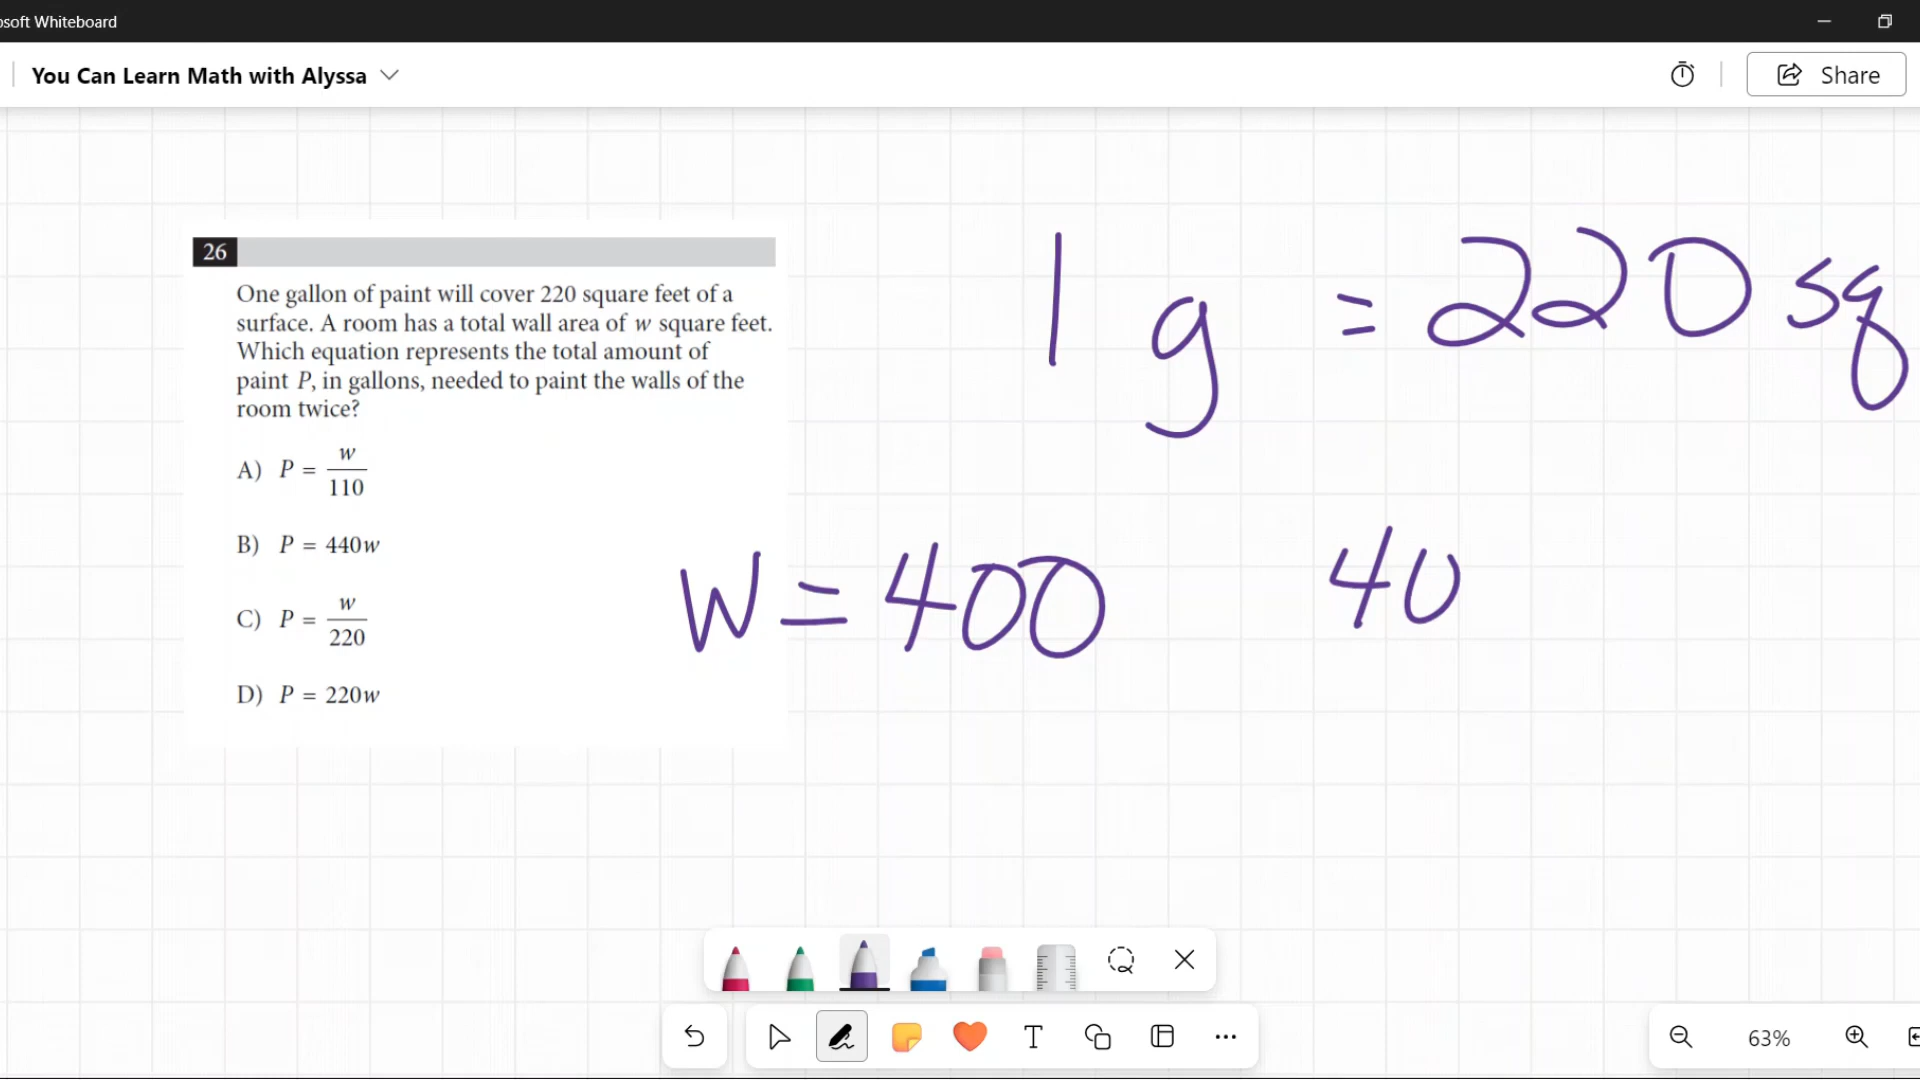 osoft Whiteboard
You Can Learn Math with Alyssa
Share
26
One gallon of paint will cover 220 square feet of a
surface. A room has a total wall area of w square feet.
Which equation represents the total amount of
paint P, in gallons, needed to paint the walls of the
room twice?
A) P = w/110
B) P = 440w
C) P = w/220
D) P = 220w
1 g = 220 sq
W = 400
40
T
63%